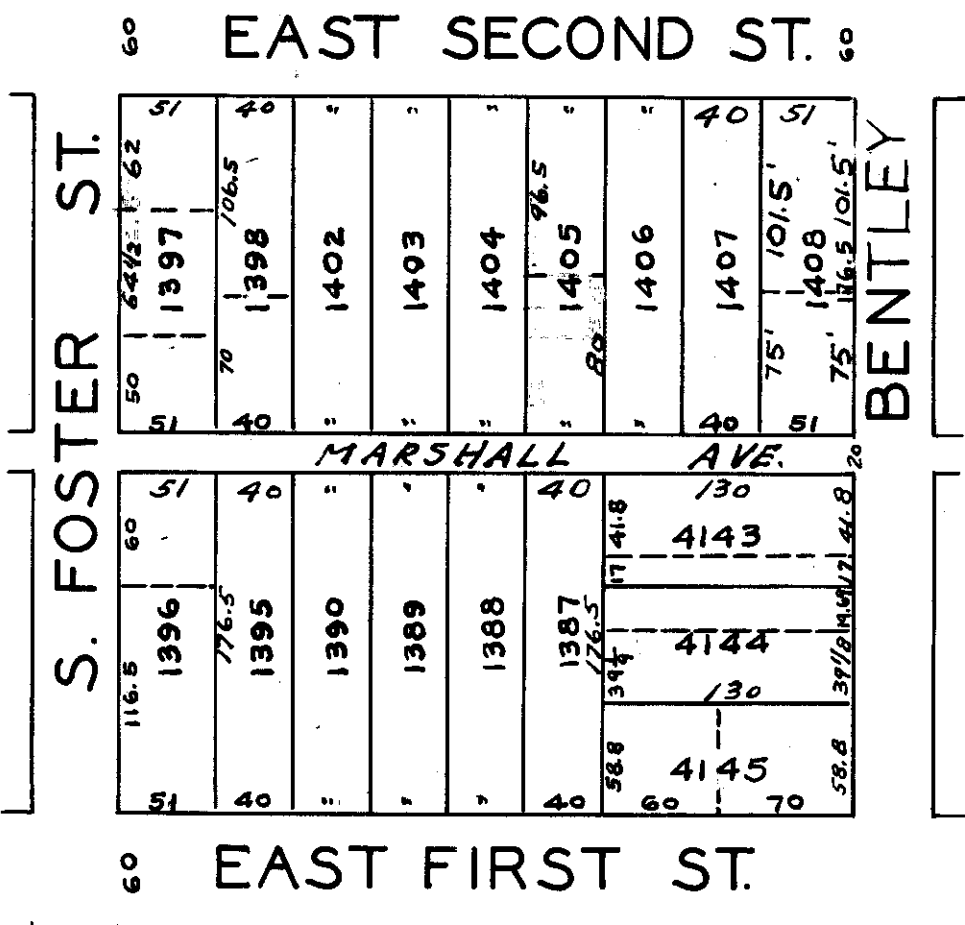 60 EAST SECOND ST. 60
S. FOSTER ST.
BENTLEY
51 40 " " " " " 40 51
62 106.5 96.5 101.5' 101.5'
64½ 1397 1398 1402 1403 1404 1405 1406 1407 1408 176.5
50 70 80 75' 75'
51 40 " " " " " 40 51
MARSHALL AVE. 20
51 40 " " " 40 130
60 41.8 4143 41.8
17 17
1396 176.5 1395 1390 1389 1388 1387 176.5
4144 19.69
116.5 39 1/8
130
58.8 4145 58.8
51 40 " " " 40 60 70
60 EAST FIRST ST.